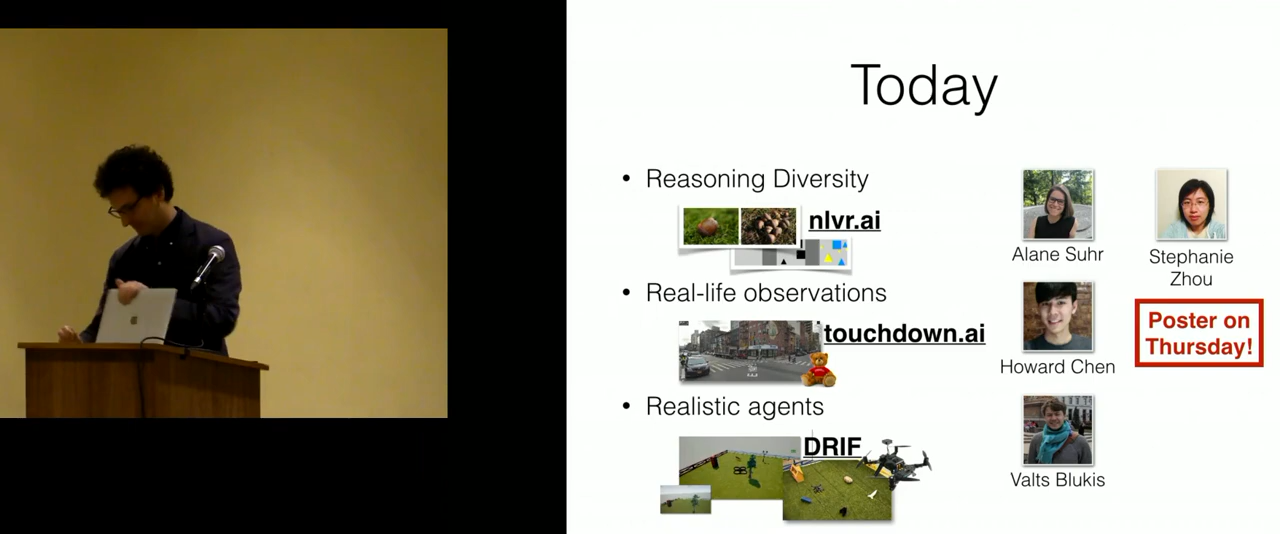 Today
• Reasoning Diversity
nlvr.ai
• Real-life observations
touchdown.ai
• Realistic agents
DRIF
Alane Suhr
Stephanie
Zhou
Poster on
Thursday!
Howard Chen
Valts Blukis